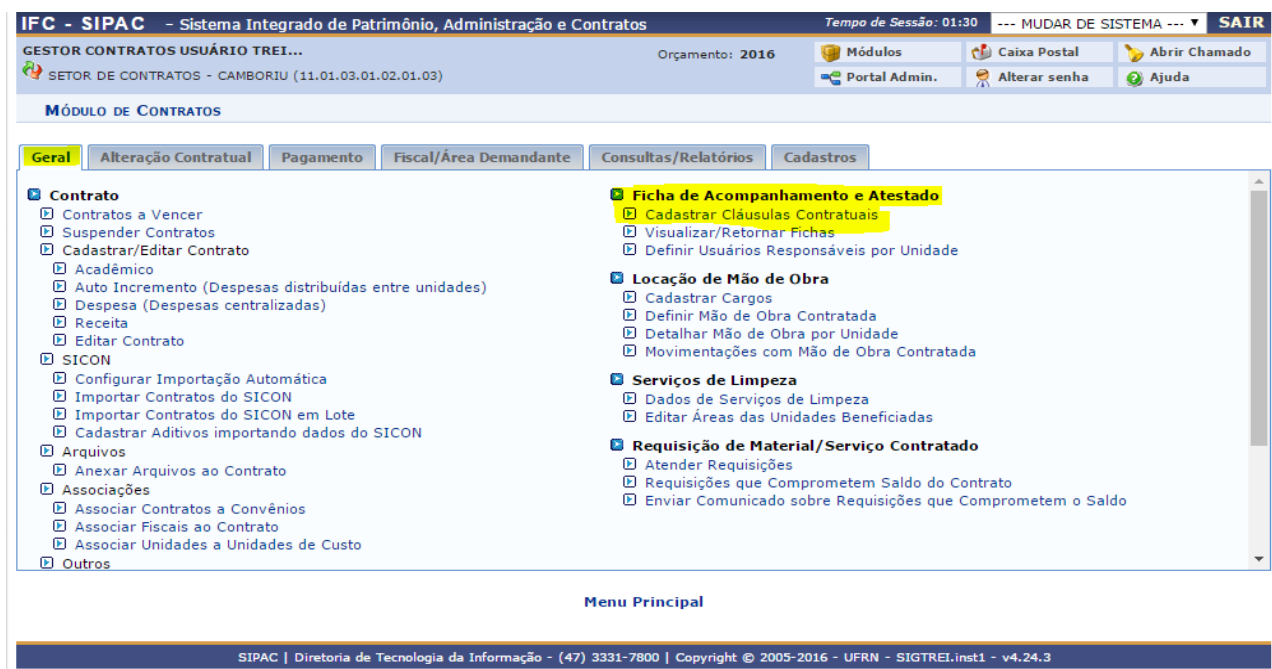 IFC - SIPAC - Sistema Integrado de Patrimônio, Administração e Contratos
Tempo de Sessão: 01:30
--- MUDAR DE SISTEMA ---
SAIR
GESTOR CONTRATOS USUÁRIO TREI...
Orçamento: 2016
Módulos
Caixa Postal
Abrir Chamado
SETOR DE CONTRATOS - CAMBORIU (11.01.03.01.02.01.03)
Portal Admin.
Alterar senha
Ajuda
MÓDULO DE CONTRATOS
Geral
Alteração Contratual
Pagamento
Fiscal/Área Demandante
Consultas/Relatórios
Cadastros
Contrato
Contratos a Vencer
Suspender Contratos
Cadastrar/Editar Contrato
Acadêmico
Auto Incremento (Despesas distribuídas entre unidades)
Despesa (Despesas centralizadas)
Receita
Editar Contrato
SICON
Configurar Importação Automática
Importar Contratos do SICON
Importar Contratos do SICON em Lote
Cadastrar Aditivos importando dados do SICON
Arquivos
Anexar Arquivos ao Contrato
Associações
Associar Contratos a Convênios
Associar Fiscais ao Contrato
Associar Unidades a Unidades de Custo
Outros
Ficha de Acompanhamento e Atestado
Cadastrar Cláusulas Contratuais
Visualizar/Retornar Fichas
Definir Usuários Responsáveis por Unidade
Locação de Mão de Obra
Cadastrar Cargos
Definir Mão de Obra Contratada
Detalhar Mão de Obra por Unidade
Movimentações com Mão de Obra Contratada
Serviços de Limpeza
Dados de Serviços de Limpeza
Editar Áreas das Unidades Beneficiadas
Requisição de Material/Serviço Contratado
Atender Requisições
Requisições que Comprometem Saldo do Contrato
Enviar Comunicado sobre Requisições que Comprometem o Saldo
Menu Principal
SIPAC | Diretoria de Tecnologia da Informação - (47) 3331-7800 | Copyright © 2005-2016 - UFRN - SIGTREI.inst1 - v4.24.3